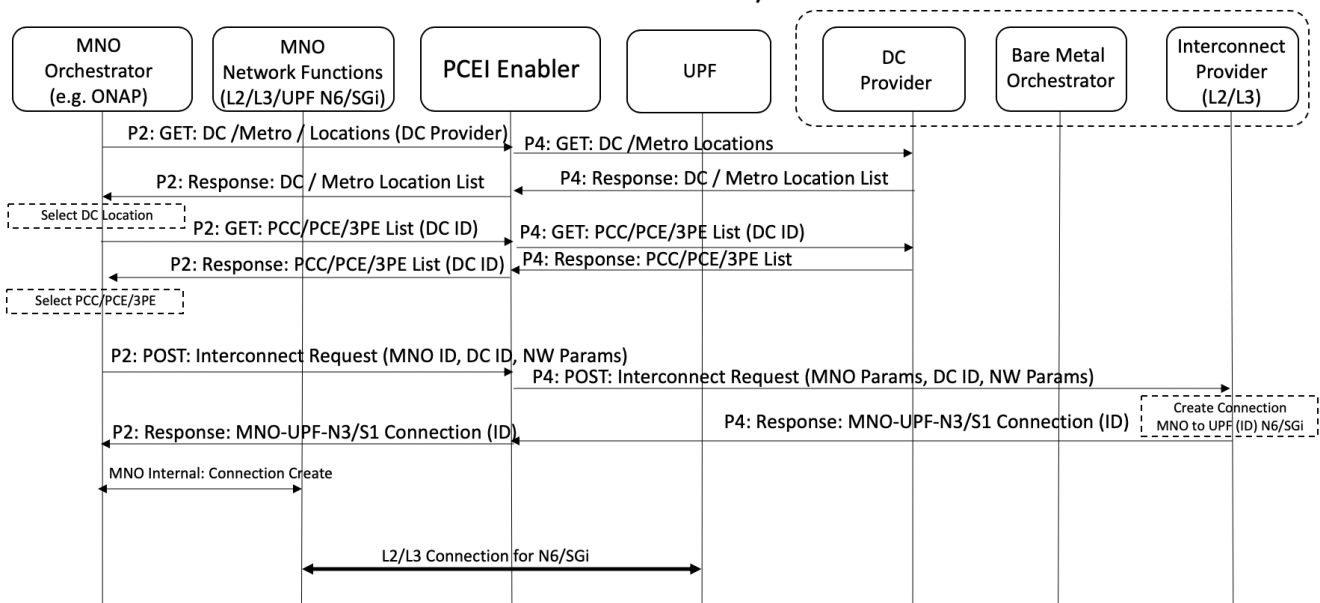 MNO
Orchestrator
(e.g. ONAP)
MNO
Network Functions
(L2/L3/UPF N6/SGi)
PCEI Enabler
UPF
DC
Provider
Bare Metal
Orchestrator
Interconnect
Provider
(L2/L3)
P2: GET: DC /Metro / Locations (DC Provider)
P4: GET: DC /Metro Locations
P2: Response: DC / Metro Location List
P4: Response: DC / Metro Location List
Select DC Location
P2: GET: PCC/PCE/3PE List (DC ID)
P4: GET: PCC/PCE/3PE List (DC ID)
P2: Response: PCC/PCE/3PE List (DC ID)
P4: Response: PCC/PCE/3PE List
Select PCC/PCE/3PE
P2: POST: Interconnect Request (MNO ID, DC ID, NW Params)
P4: POST: Interconnect Request (MNO Params, DC ID, NW Params)
Create Connection
MNO to UPF (ID) N6/SGi
P4: Response: MNO-UPF-N3/S1 Connection (ID)
P2: Response: MNO-UPF-N3/S1 Connection (ID)
MNO Internal: Connection Create
L2/L3 Connection for N6/SGi